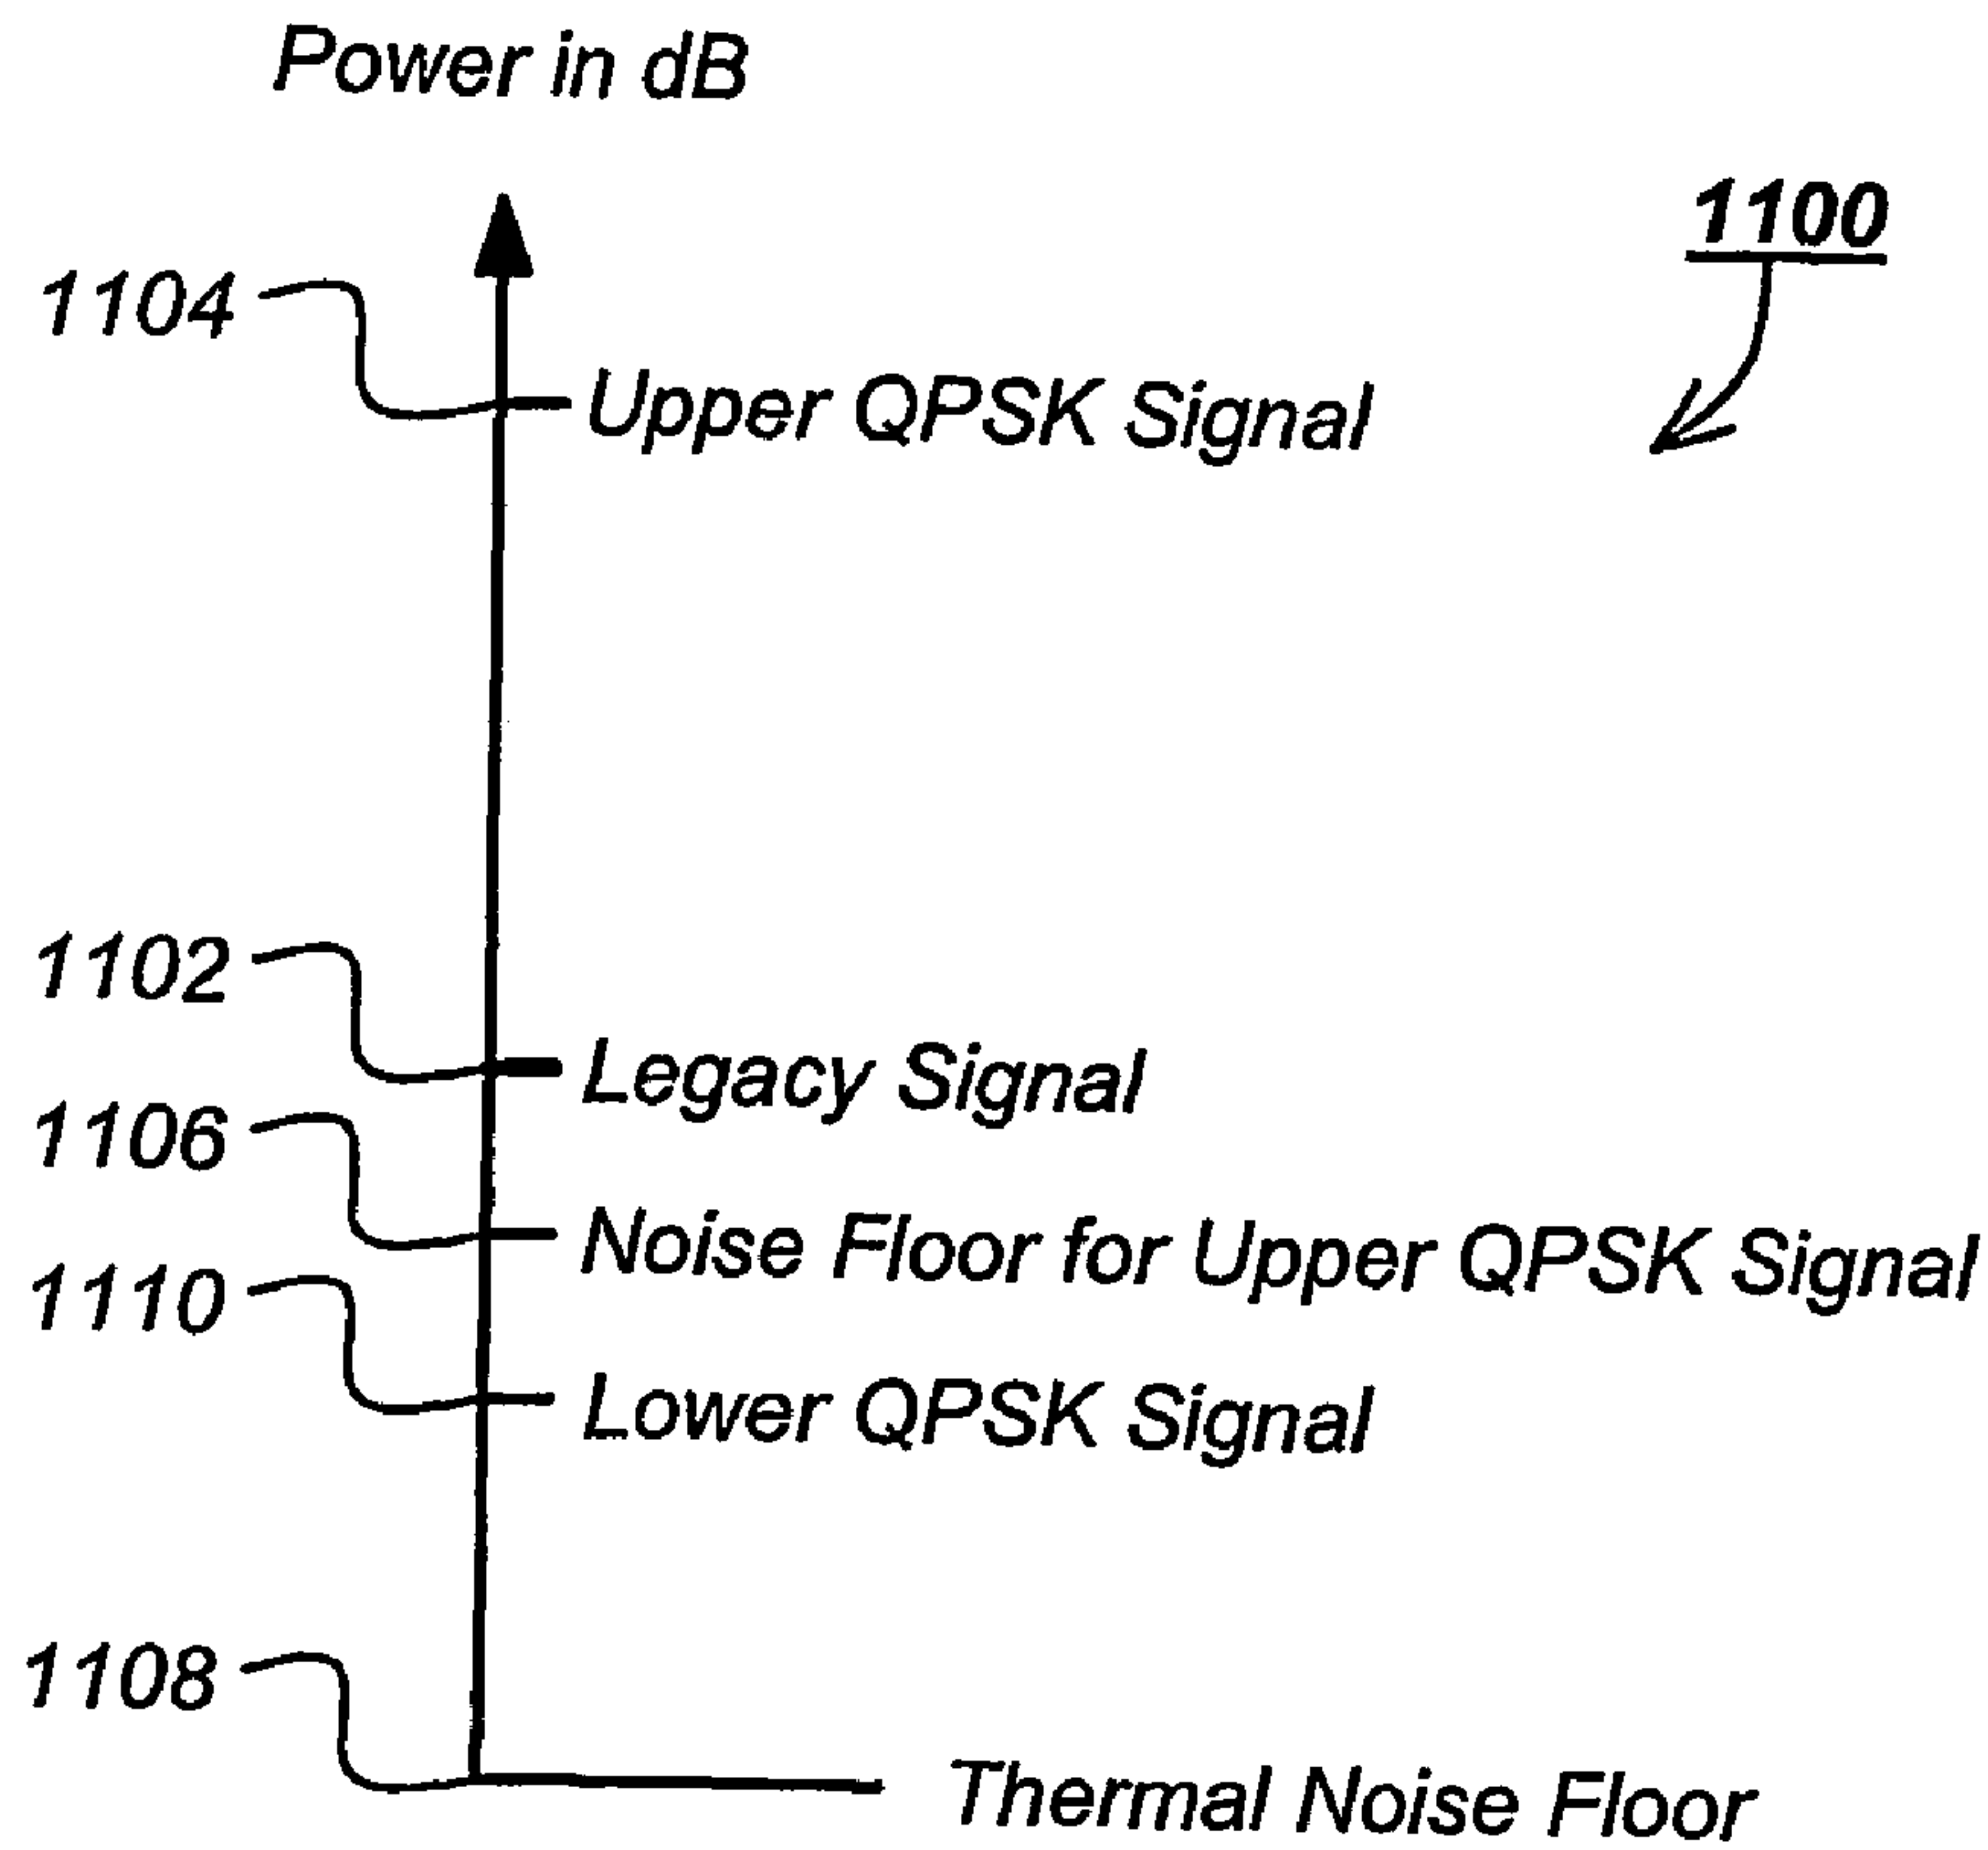 Power in dB
1100
1104
Upper QPSK Signal
1102
Legacy Signal
1106
Noise Floor for Upper QPSK Signal
1110
Lower QPSK Signal
1108
Thermal Noise Floor